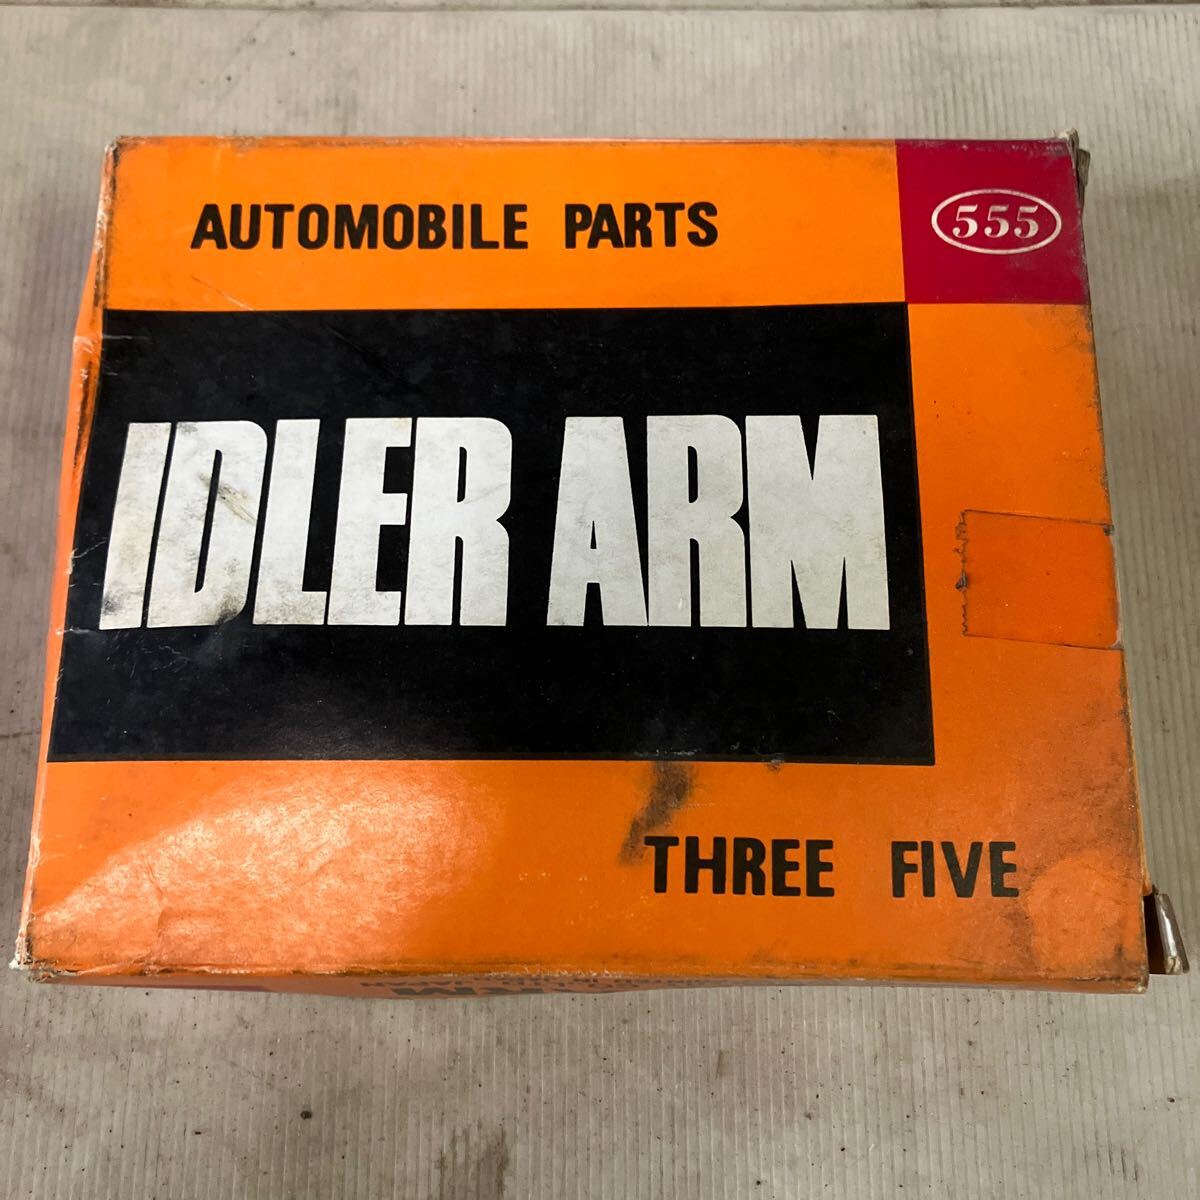 AUTOMOBILE PARTS
555
IDLER ARM
THREE FIVE